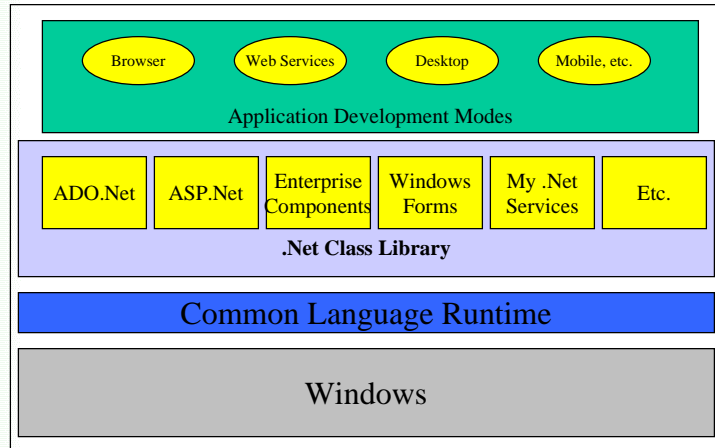 Browser
Web Services
Desktop
Mobile, etc.
Application Development Modes
ADO.Net
ASP.Net
Enterprise
Components
Windows
Forms
My .Net
Services
Etc.
.Net Class Library
Common Language Runtime
Windows